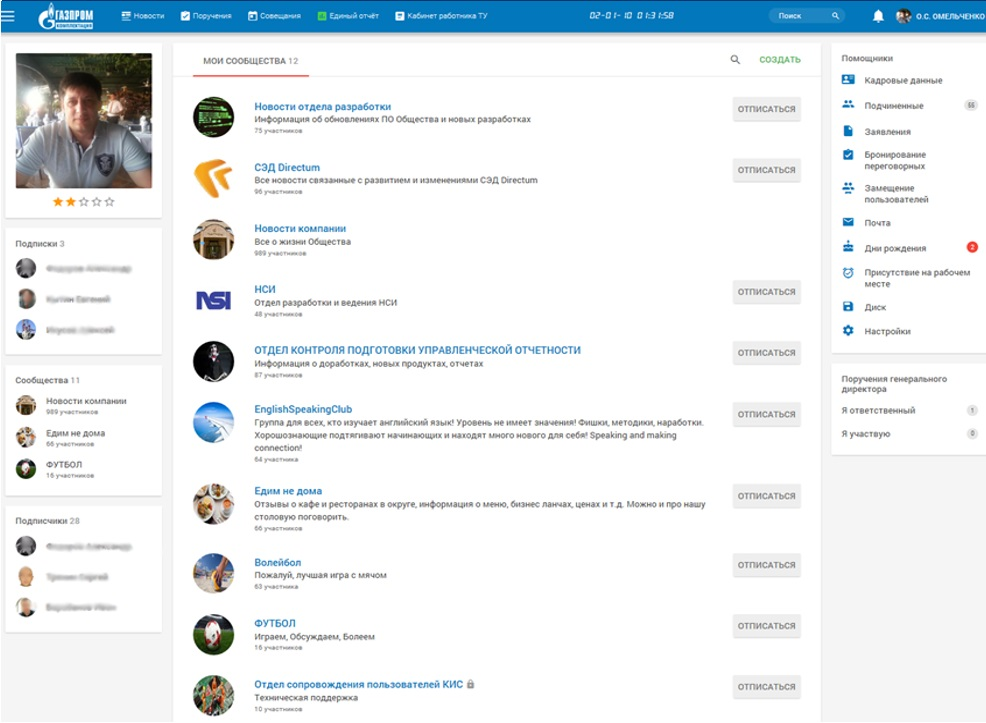 ГАЗПРОМ
КОМПЛЕКТАЦИЯ
Новости
Поручения
Совещания
Единый отчёт
Кабинет работника ТУ
02-01-10 01:31:58
Поиск
О.С. ОМЕЛЬЧЕНКО
Подписки 3
Сообщества 11
Новости компании
989 участников
Едим не дома
66 участников
ФУТБОЛ
16 участников
Подписчики 28
МОИ СООБЩЕСТВА 12
СОЗДАТЬ
Новости отдела разработки
Информация об обновлениях ПО Общества и новых разработках
75 участников
ОТПИСАТЬСЯ
СЭД Directum
Все новости связанные с развитием и изменениями СЭД Directum
96 участников
ОТПИСАТЬСЯ
Новости компании
Все о жизни Общества
989 участников
NSI
НСИ
Отдел разработки и ведения НСИ
48 участников
ОТПИСАТЬСЯ
ОТДЕЛ КОНТРОЛЯ ПОДГОТОВКИ УПРАВЛЕНЧЕСКОЙ ОТЧЕТНОСТИ
Информация о доработках, новых продуктах, отчетах
87 участников
ОТПИСАТЬСЯ
EnglishSpeakingClub
Группа для всех, кто изучает английский язык! Уровень не имеет значения! Фишки, методики, наработки.
Хорошознающие подтягивают начинающих и находят много нового для себя! Speaking and making
connection!
64 участника
ОТПИСАТЬСЯ
Едим не дома
Отзывы о кафе и ресторанах в округе, информация о меню, бизнес ланчах, ценах и т.д. Можно и про нашу
столовую поговорить.
66 участников
ОТПИСАТЬСЯ
Волейбол
Пожалуй, лучшая игра с мячом
63 участника
ОТПИСАТЬСЯ
ФУТБОЛ
Играем, Обсуждаем, Болеем
16 участников
ОТПИСАТЬСЯ
Отдел сопровождения пользователей КИС
Техническая поддержка
10 участников
ОТПИСАТЬСЯ
Помощники
Кадровые данные
Подчиненные 66
Заявления
Бронирование
переговорных
Замещение
пользователей
Почта
Дни рождения 2
Присутствие на рабочем
месте
Диск
Настройки
Поручения генерального
директора
Я ответственный 1
Я участвую 0